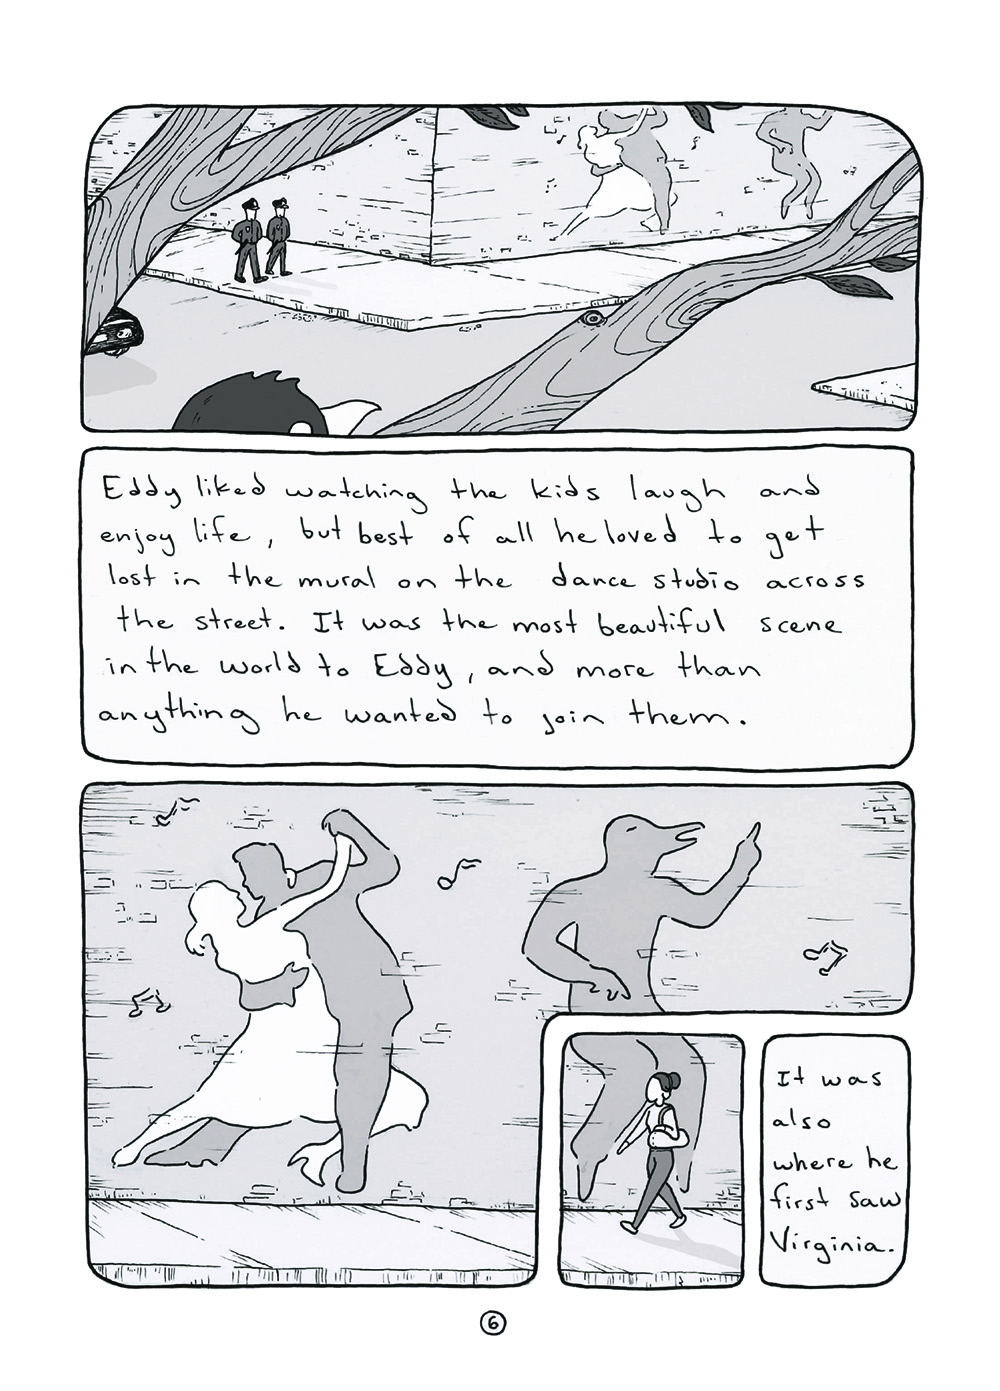 Eddy liked watching the kids laugh and
enjoy life, but best of all he loved to get
lost in the mural on the dance studio across
the street. It was the most beautiful scene
in the world to Eddy, and more than
anything he wanted to join them.
It was
also
where he
first saw
Virginia.
6